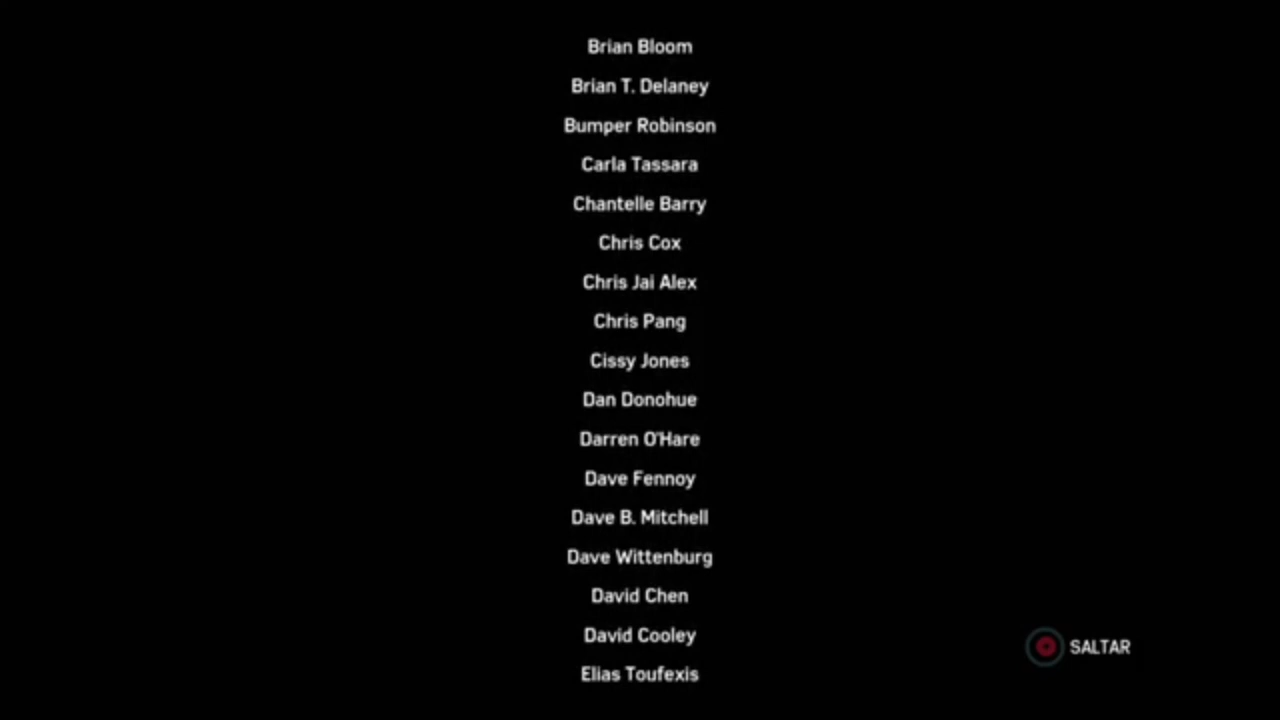 Brian Bloom
Brian T. Delaney
Bumper Robinson
Carla Tassara
Chantelle Barry
Chris Cox
Chris Jai Alex
Chris Pang
Cissy Jones
Dan Donohue
Darren O'Hare
Dave Fennoy
Dave B. Mitchell
Dave Wittenburg
David Chen
David Cooley
SALTAR
Elias Toufexis